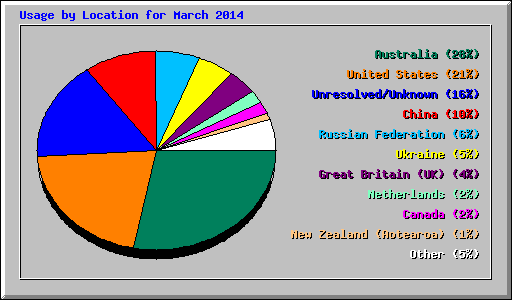 Usage by Location for March 2014
Australia (28%)
United States (21%)
Unresolved/Unknown (16%)
China (10%)
Russian Federation (6%)
Ukraine (5%)
Great Britain (UK) (4%)
Netherlands (2%)
Canada (2%)
New Zealand (Aotearoa) (1%)
Other (5%)